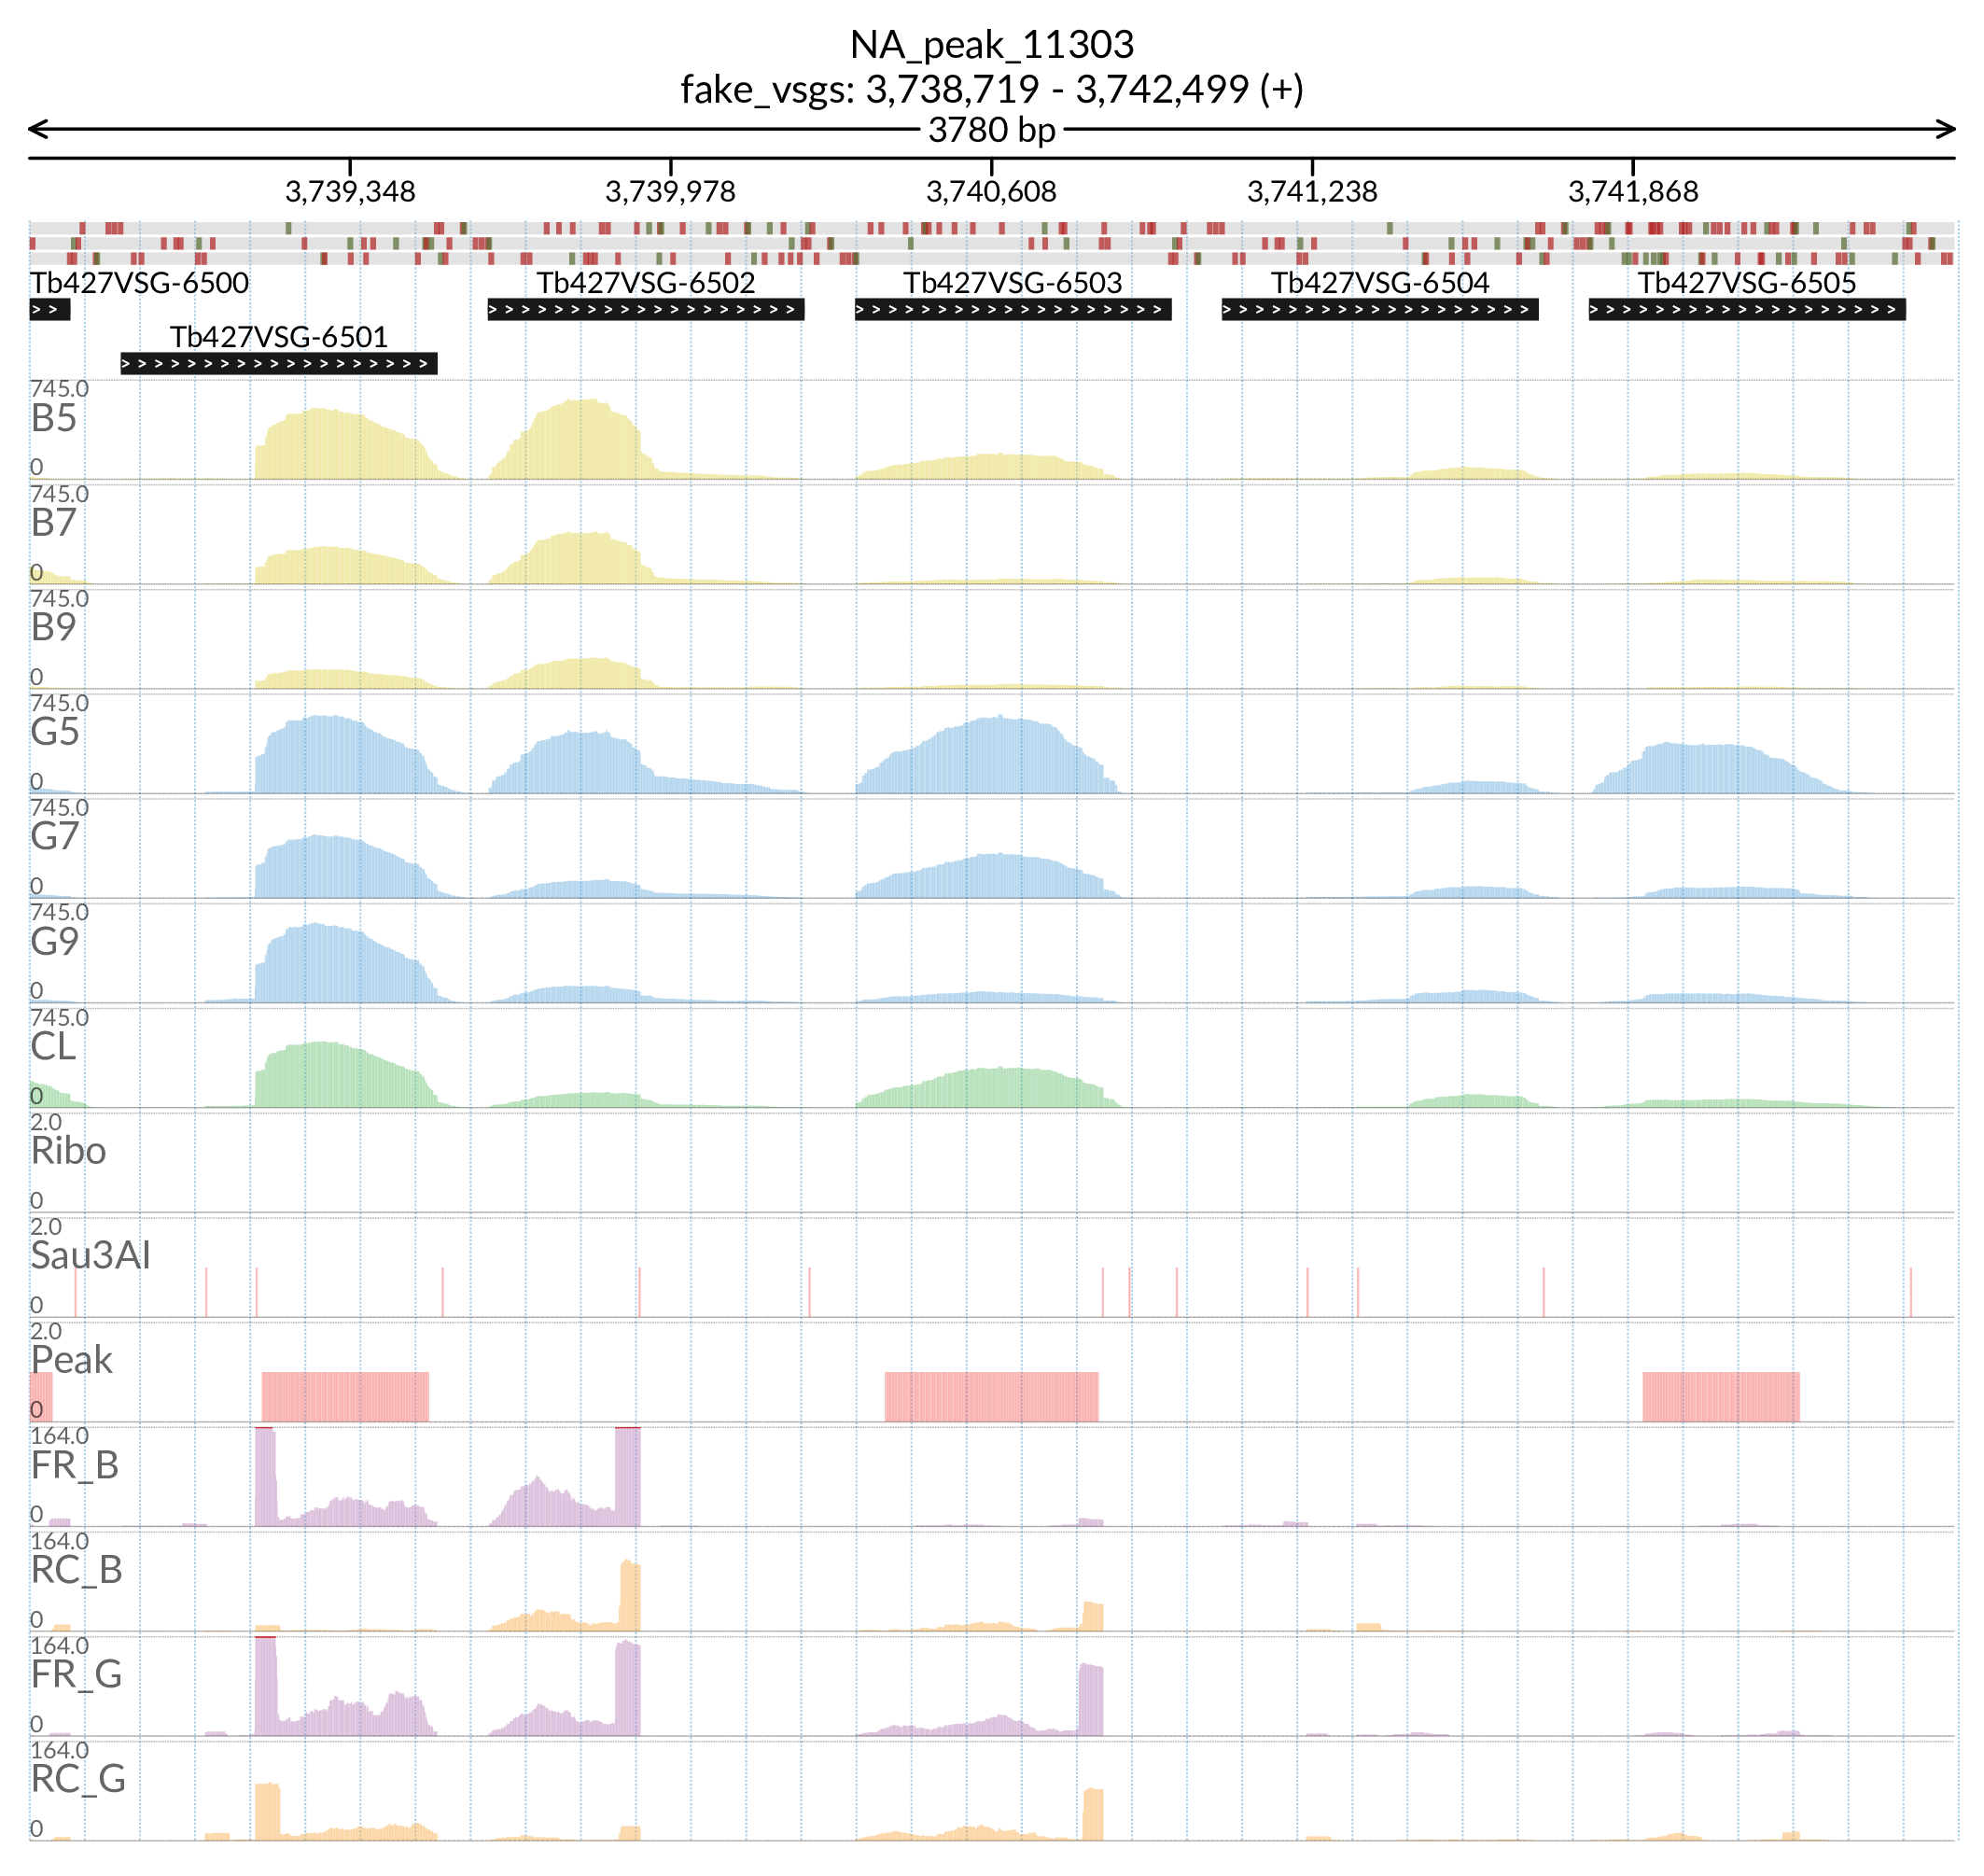 NA_peak_11303
fake_vsgs: 3,738,719 - 3,742,499 (+)
3780 bp
3,739,348 3,739,978 3,740,608 3,741,238 3,741,868
Tb427VSG-6500 Tb427VSG-6502 Tb427VSG-6503 Tb427VSG-6504 Tb427VSG-6505
Tb427VSG-6501
745.0
B5
0
745.0
B7
0
745.0
B9
0
745.0
G5
0
745.0
G7
0
745.0
G9
0
745.0
CL
0
2.0
Ribo
0
2.0
Sau3AI
0
2.0
Peak
0
164.0
FR_B
0
164.0
RC_B
0
164.0
FR_G
0
164.0
RC_G
0